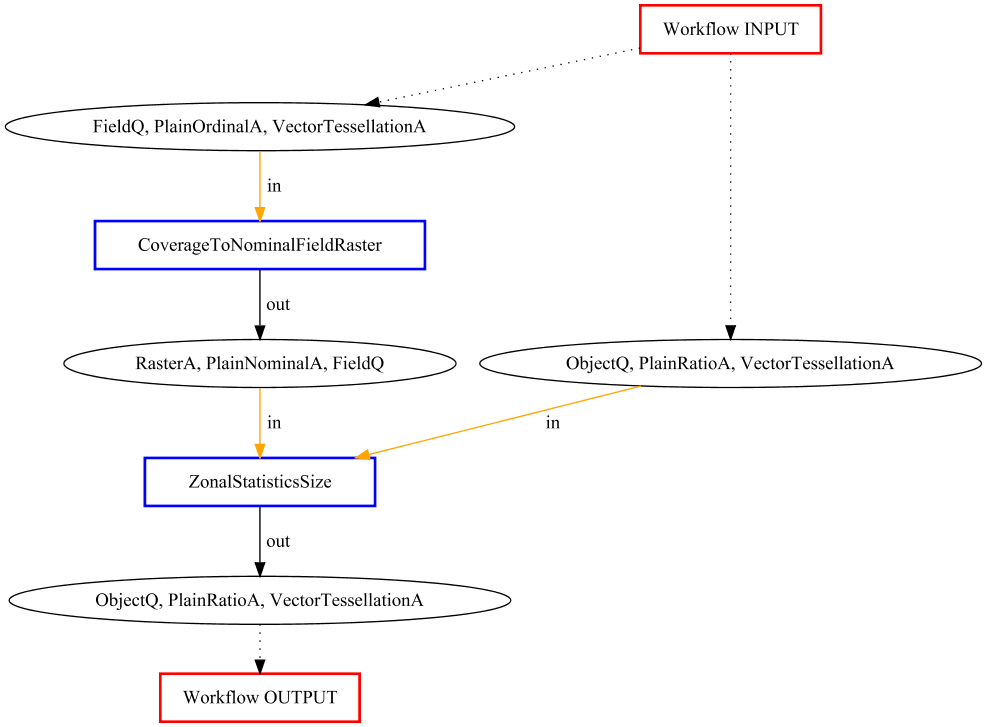 Workflow INPUT
FieldQ, PlainOrdinalA, VectorTessellationA
in
CoverageToNominalFieldRaster
out
RasterA, PlainNominalA, FieldQ
ObjectQ, PlainRatioA, VectorTessellationA
in
in
ZonalStatisticsSize
out
ObjectQ, PlainRatioA, VectorTessellationA
Workflow OUTPUT